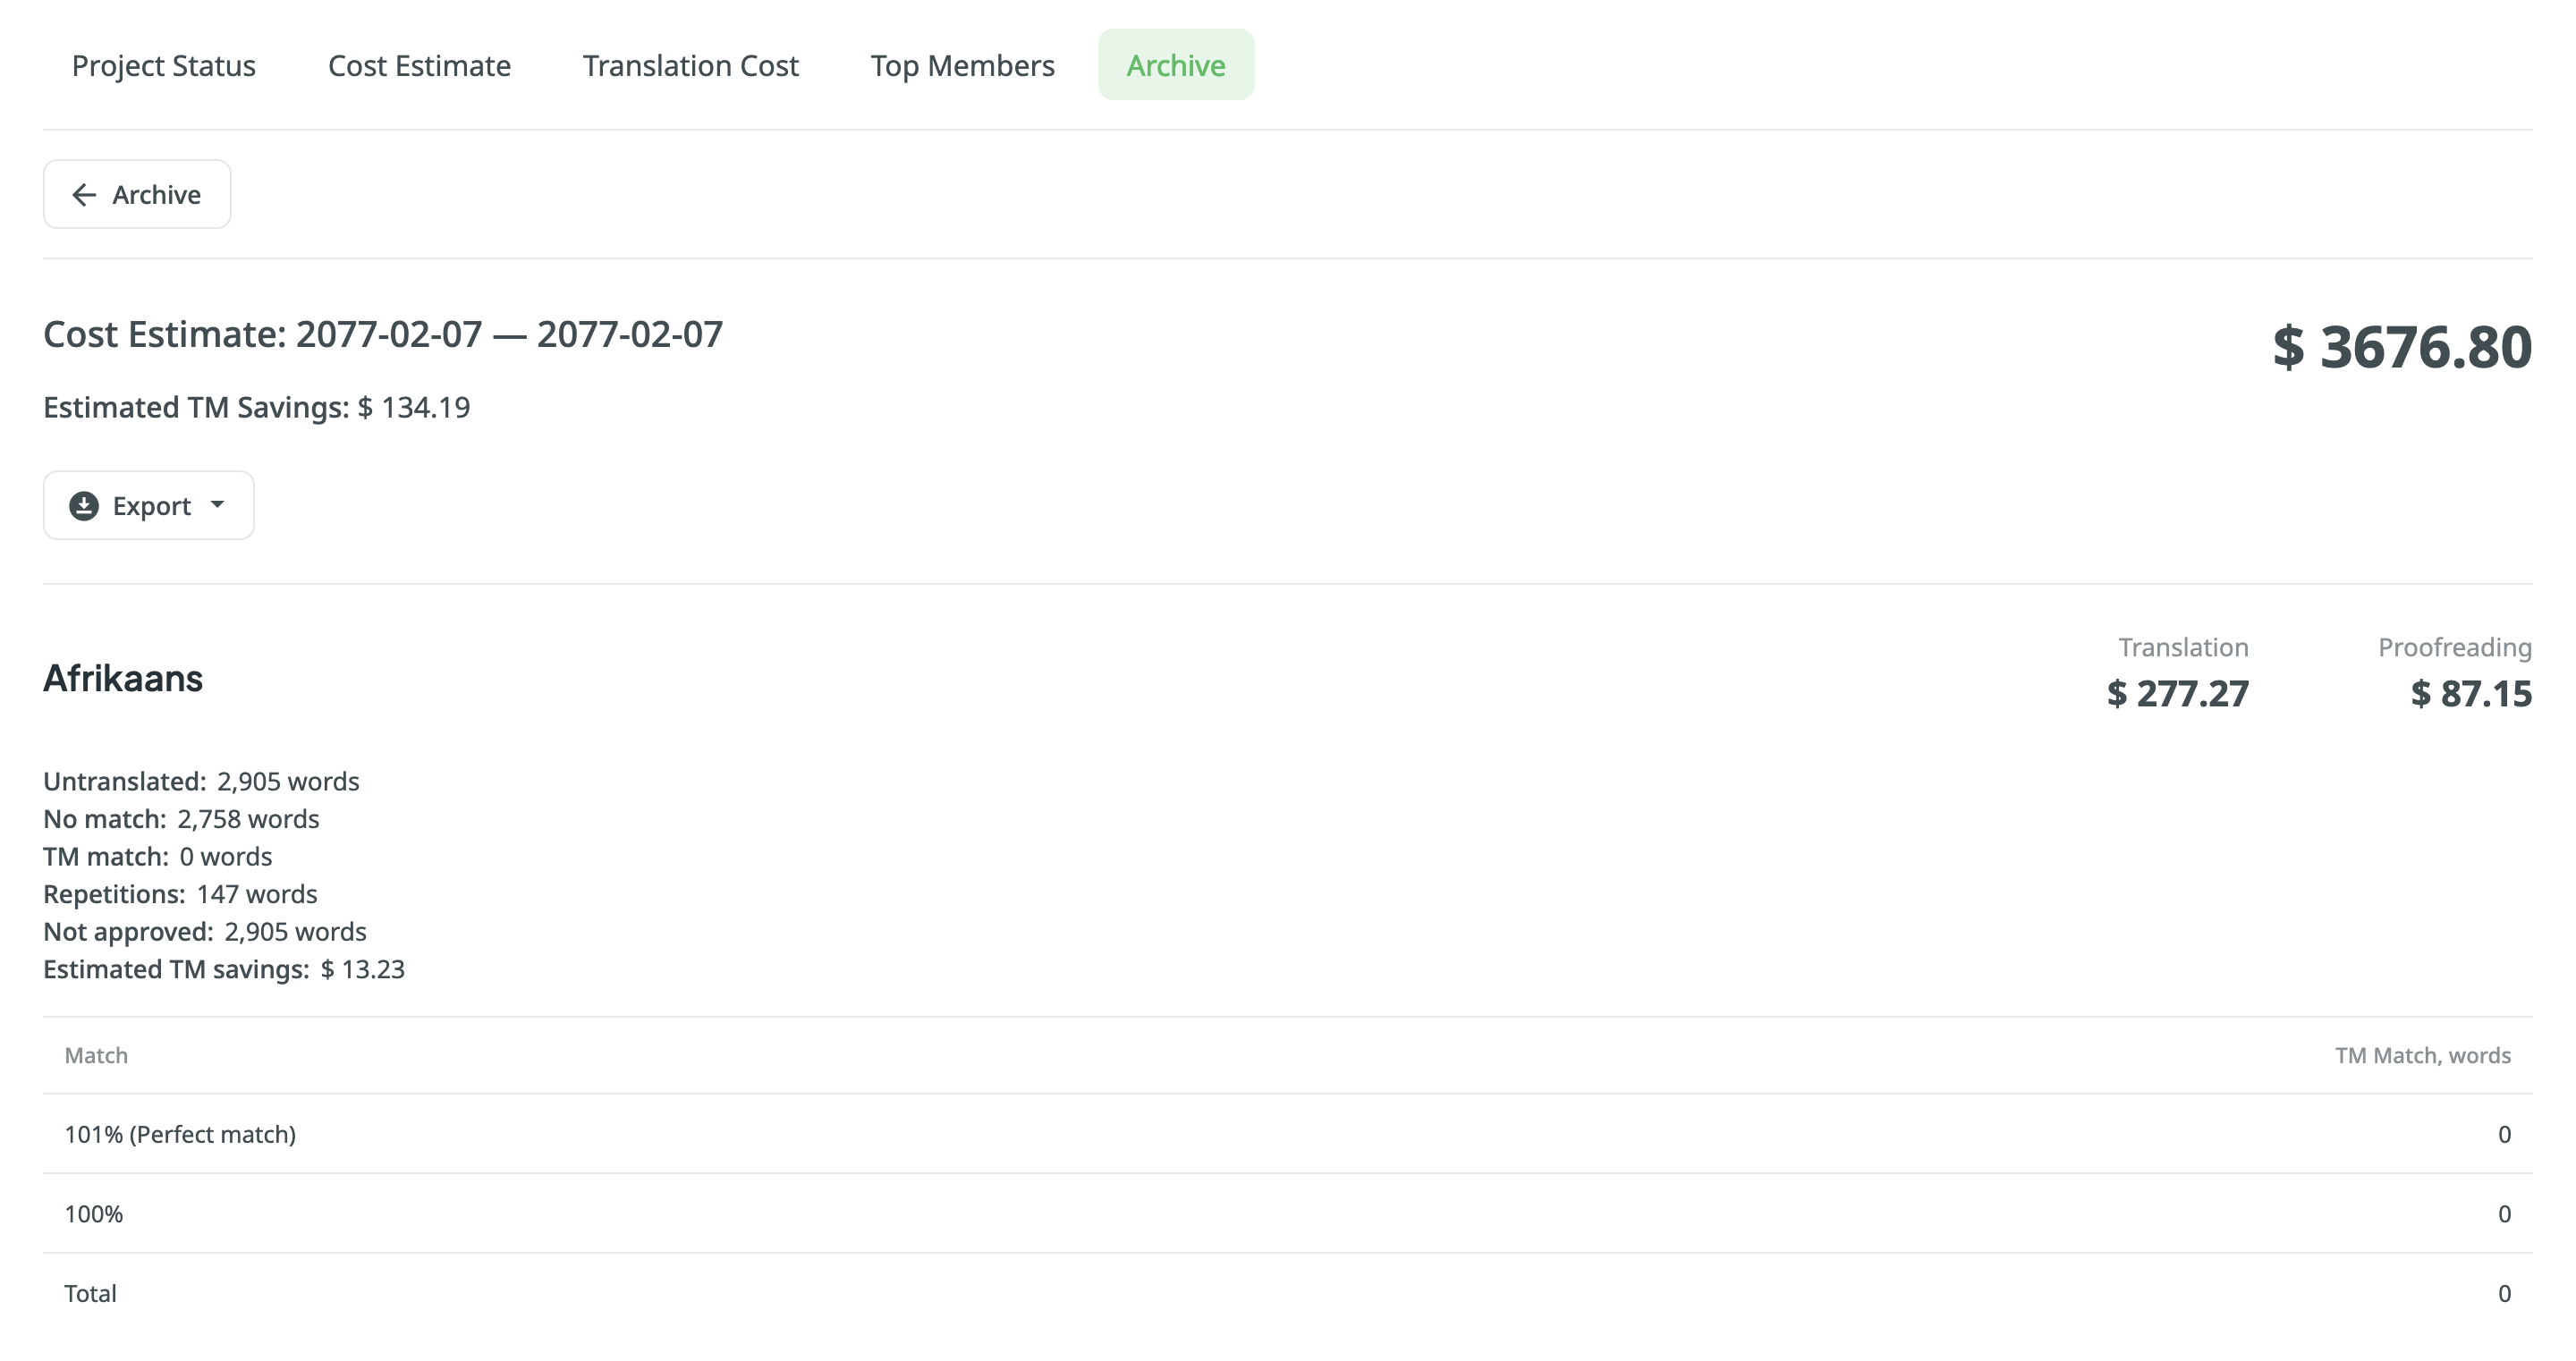 Project Status Cost Estimate Translation Cost Top Members Archive
Archive
Cost Estimate: 2077-02-07 — 2077-02-07
$ 3676.80
Estimated TM Savings: $ 134.19
Export
Afrikaans
Translation Proofreading
$ 277.27 $ 87.15
Untranslated: 2,905 words
No match: 2,758 words
TM match: 0 words
Repetitions: 147 words
Not approved: 2,905 words
Estimated TM savings: $ 13.23
Match TM Match, words
101% (Perfect match) 0
100% 0
Total 0